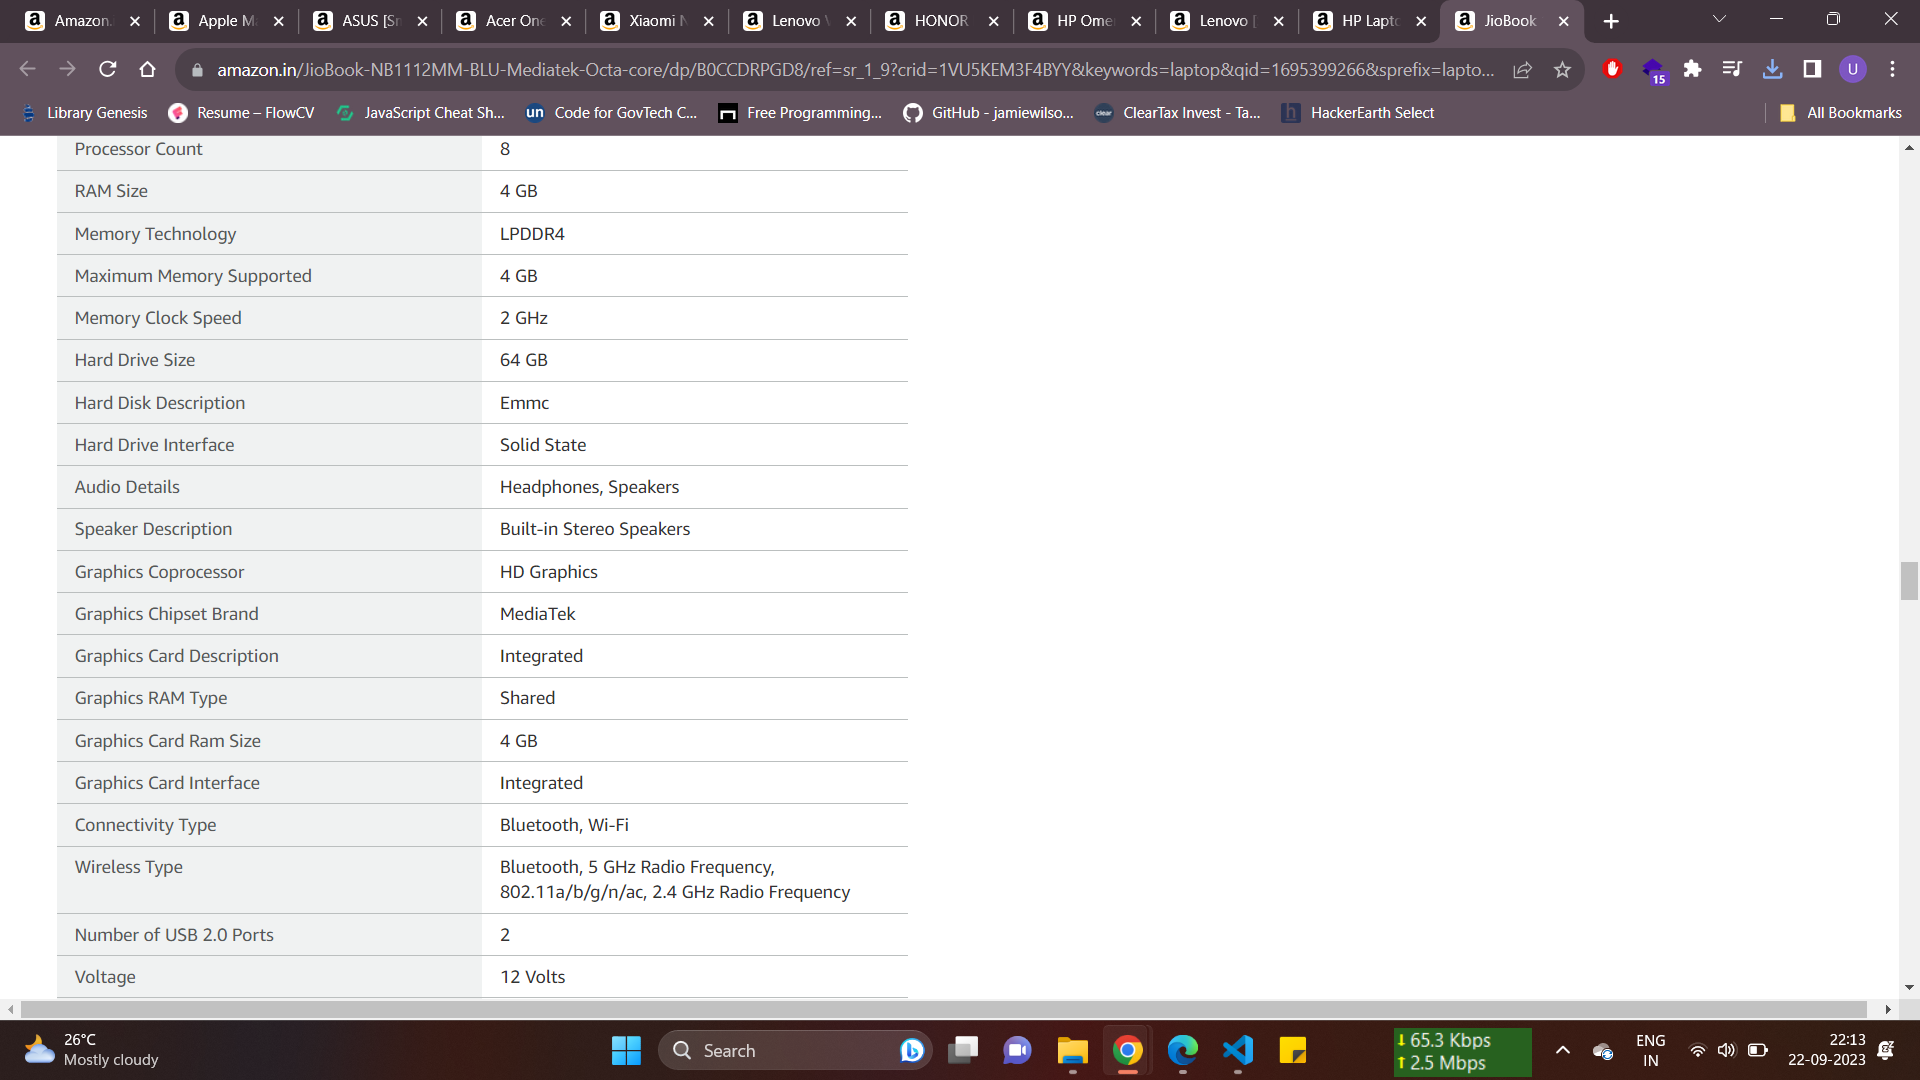 Amazon.
Apple Ma
ASUS [Sm
Acer One
Xiaomi N
Lenovo V
HONOR
HP Ome
Lenovo [
HP Lapto
JioBook
amazon.in/JioBook-NB1112MM-BLU-Mediatek-Octa-core/dp/B0CCDRPGD8/ref=sr_1_9?crid=1VU5KEM3F4BYY&keywords=laptop&qid=1695399266&sprefix=lapto...
15
U
Library Genesis
Resume – FlowCV
JavaScript Cheat Sh...
un Code for GovTech C...
Free Programming...
GitHub - jamiewilso...
clear ClearTax Invest - Ta...
h HackerEarth Select
All Bookmarks
Processor Count 8
RAM Size 4 GB
Memory Technology LPDDR4
Maximum Memory Supported 4 GB
Memory Clock Speed 2 GHz
Hard Drive Size 64 GB
Hard Disk Description Emmc
Hard Drive Interface Solid State
Audio Details Headphones, Speakers
Speaker Description Built-in Stereo Speakers
Graphics Coprocessor HD Graphics
Graphics Chipset Brand MediaTek
Graphics Card Description Integrated
Graphics RAM Type Shared
Graphics Card Ram Size 4 GB
Graphics Card Interface Integrated
Connectivity Type Bluetooth, Wi-Fi
Wireless Type Bluetooth, 5 GHz Radio Frequency,
802.11a/b/g/n/ac, 2.4 GHz Radio Frequency
Number of USB 2.0 Ports 2
Voltage 12 Volts
26°C
Mostly cloudy
Search
65.3 Kbps
2.5 Mbps
ENG
IN
22:13
22-09-2023